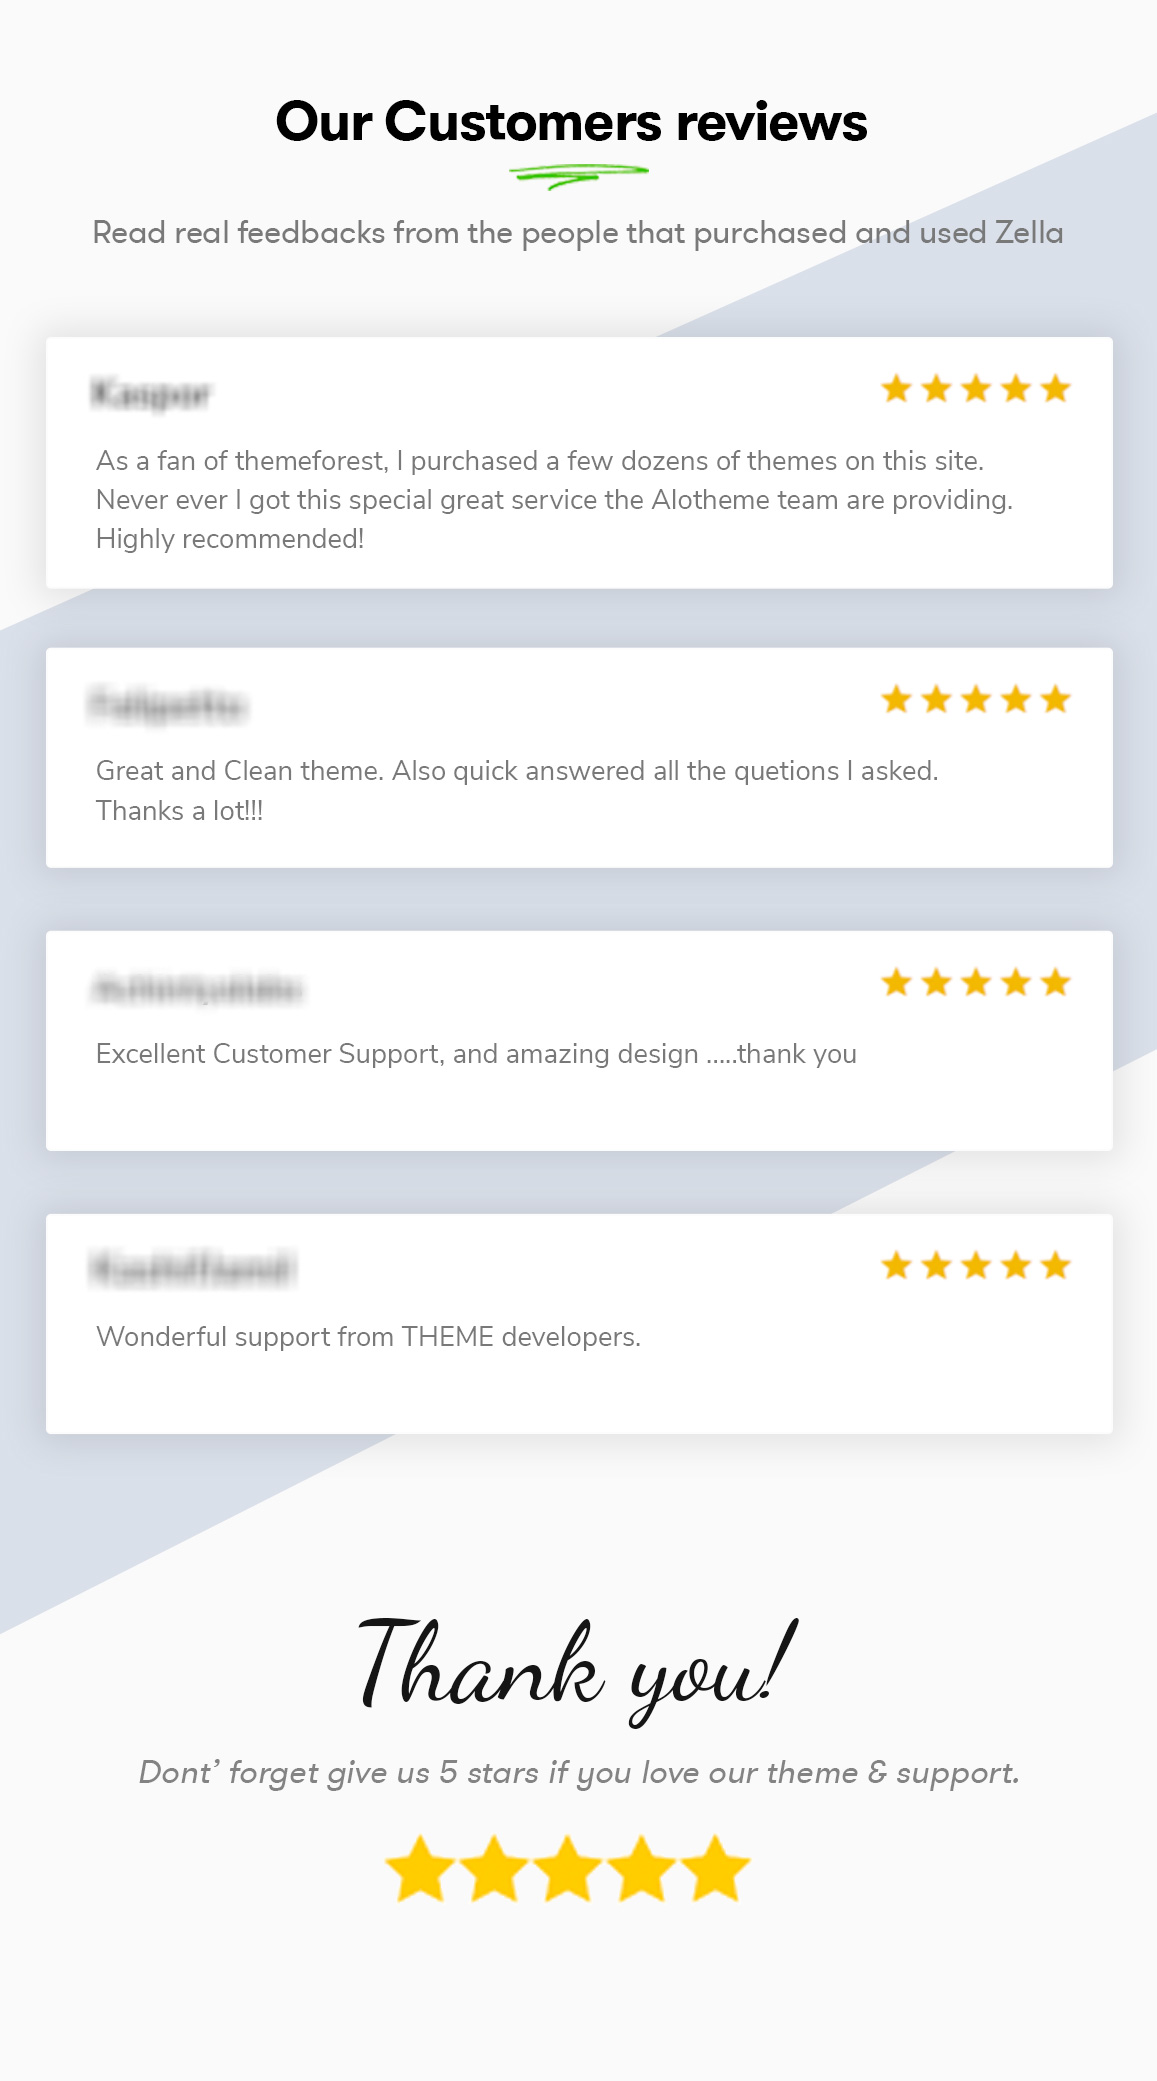 Our Customers reviews
Read real feedbacks from the people that purchased and used Zella
As a fan of themeforest, I purchased a few dozens of themes on this site.
Never ever I got this special great service the Alotheme team are providing.
Highly recommended!
Great and Clean theme. Also quick answered all the quetions I asked.
Thanks a lot!!!
Excellent Customer Support, and amazing design .....thank you
Wonderful support from THEME developers.
Thank you!
Dont’ forget give us 5 stars if you love our theme & support.